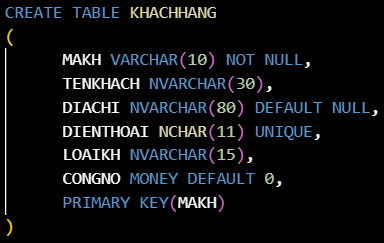 CREATE TABLE KHACHHANG
(
MAKH VARCHAR(10) NOT NULL,
TENKHACH NVARCHAR(30),
DIACHI NVARCHAR(80) DEFAULT NULL,
DIENTHOAI NCHAR(11) UNIQUE,
LOAIKH NVARCHAR(15),
CONGNO MONEY DEFAULT 0,
PRIMARY KEY(MAKH)
)